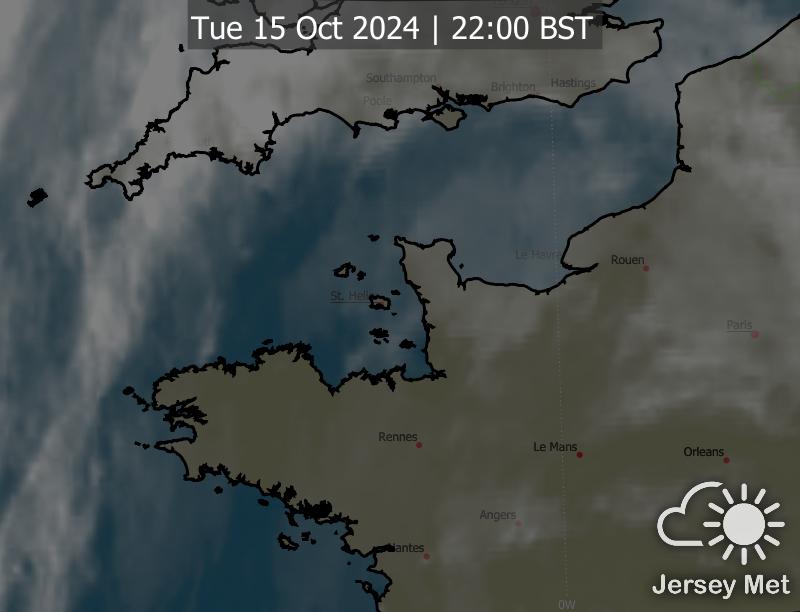 Tue 15 Oct 2024 | 22:00 BST
Southampton
Brighton
Hastings
Poole
Le Havre
Rouen
St. Helier
Paris
Rennes
Le Mans
Orleans
Angers
Nantes
Jersey Met
0W